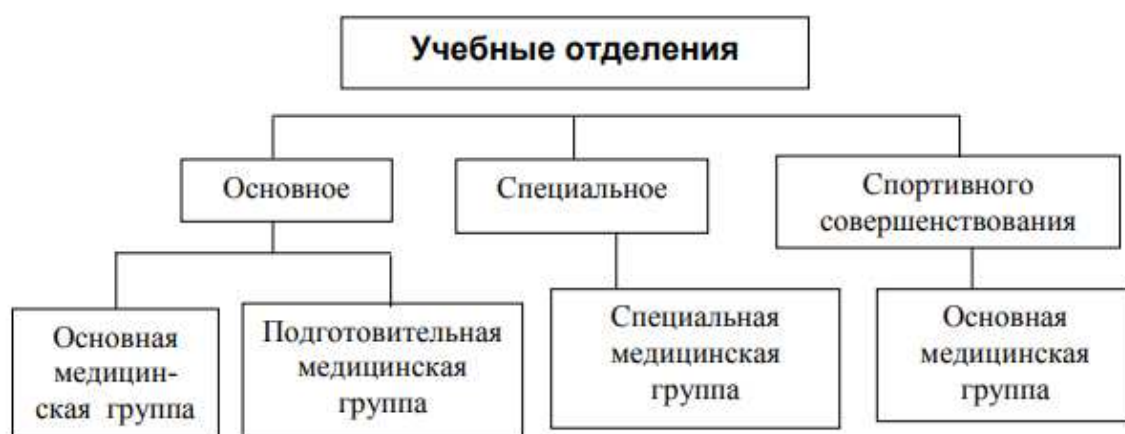 Учебные отделения
Основное
Специальное
Спортивного
совершенствования
Основная
медицин-
ская группа
Подготовительная
медицинская
группа
Специальная
медицинская
группа
Основная
медицинская
группа